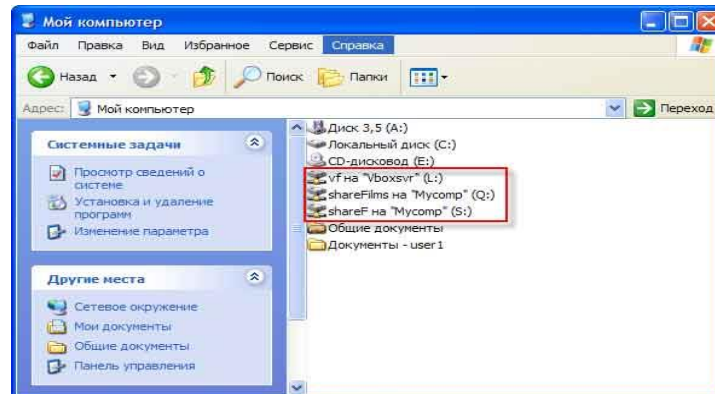 Мой компьютер
Файл Правка Вид Избранное Сервис Справка
Назад Поиск Папки
Адрес: Мой компьютер Переход
Системные задачи
Просмотр сведений о
системе
Установка и удаление
программ
Изменение параметра
Другие места
Сетевое окружение
Мои документы
Общие документы
Панель управления
Диск 3,5 (A:)
Локальный диск (C:)
CD-дисковод (E:)
vf на "Vboxsvr" (L:)
shareFilms на "Mycomp" (Q:)
shareF на "Mycomp" (S:)
Общие документы
Документы - user1